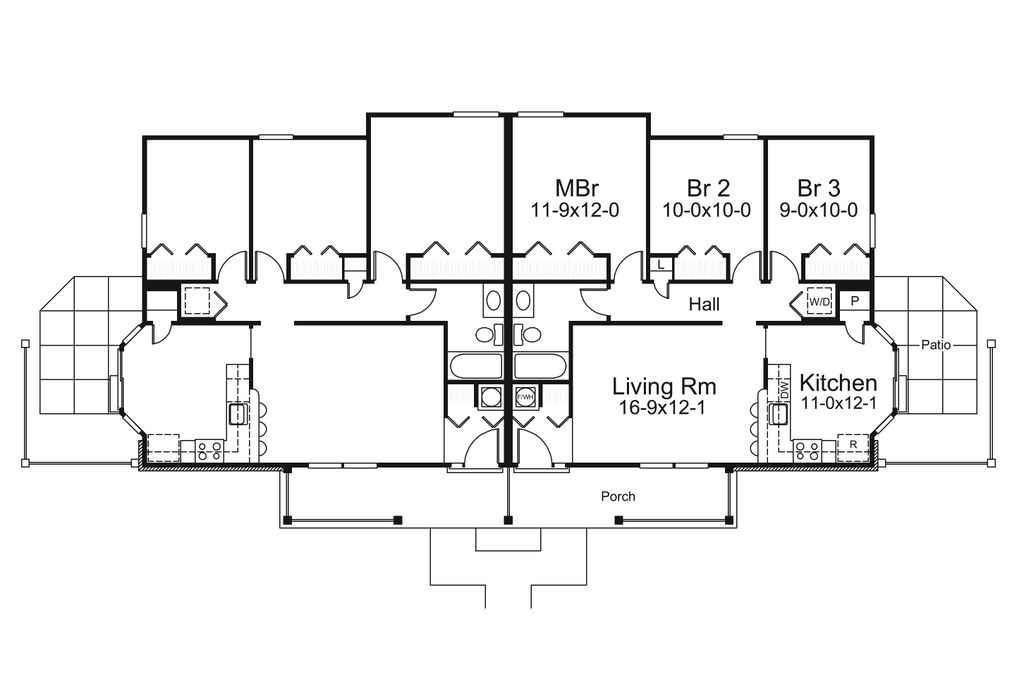 MBr
11-9x12-0
Br 2
10-0x10-0
Br 3
9-0x10-0
L
Hall
W/D
P
Patio
Living Rm
16-9x12-1
DW
Kitchen
11-0x12-1
F/WH
R
Porch